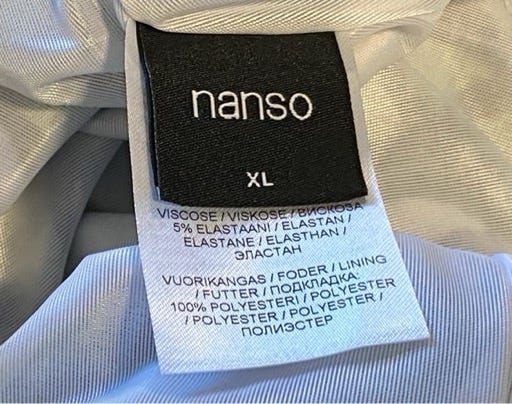 nanso
XL
VISCOSE / VISKOSE / ВИСКОЗА
5% ELASTAANI / ELASTAN /
ELASTANE / ELASTHAN /
ЭЛАСТАН
VUORIKANGAS / FODER / LINING
/ FUTTER / ПОДКЛАДКА:
100% POLYESTERI / POLYESTER
/ POLYESTER / POLYESTER /
ПОЛИЭСТЕР